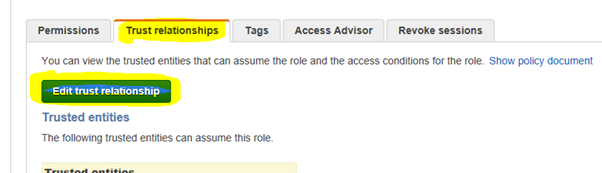 Permissions Trust relationships Tags Access Advisor Revoke sessions
You can view the trusted entities that can assume the role and the access conditions for the role. Show policy document
Edit trust relationship
Trusted entities
The following trusted entities can assume this role.
Trusted entities